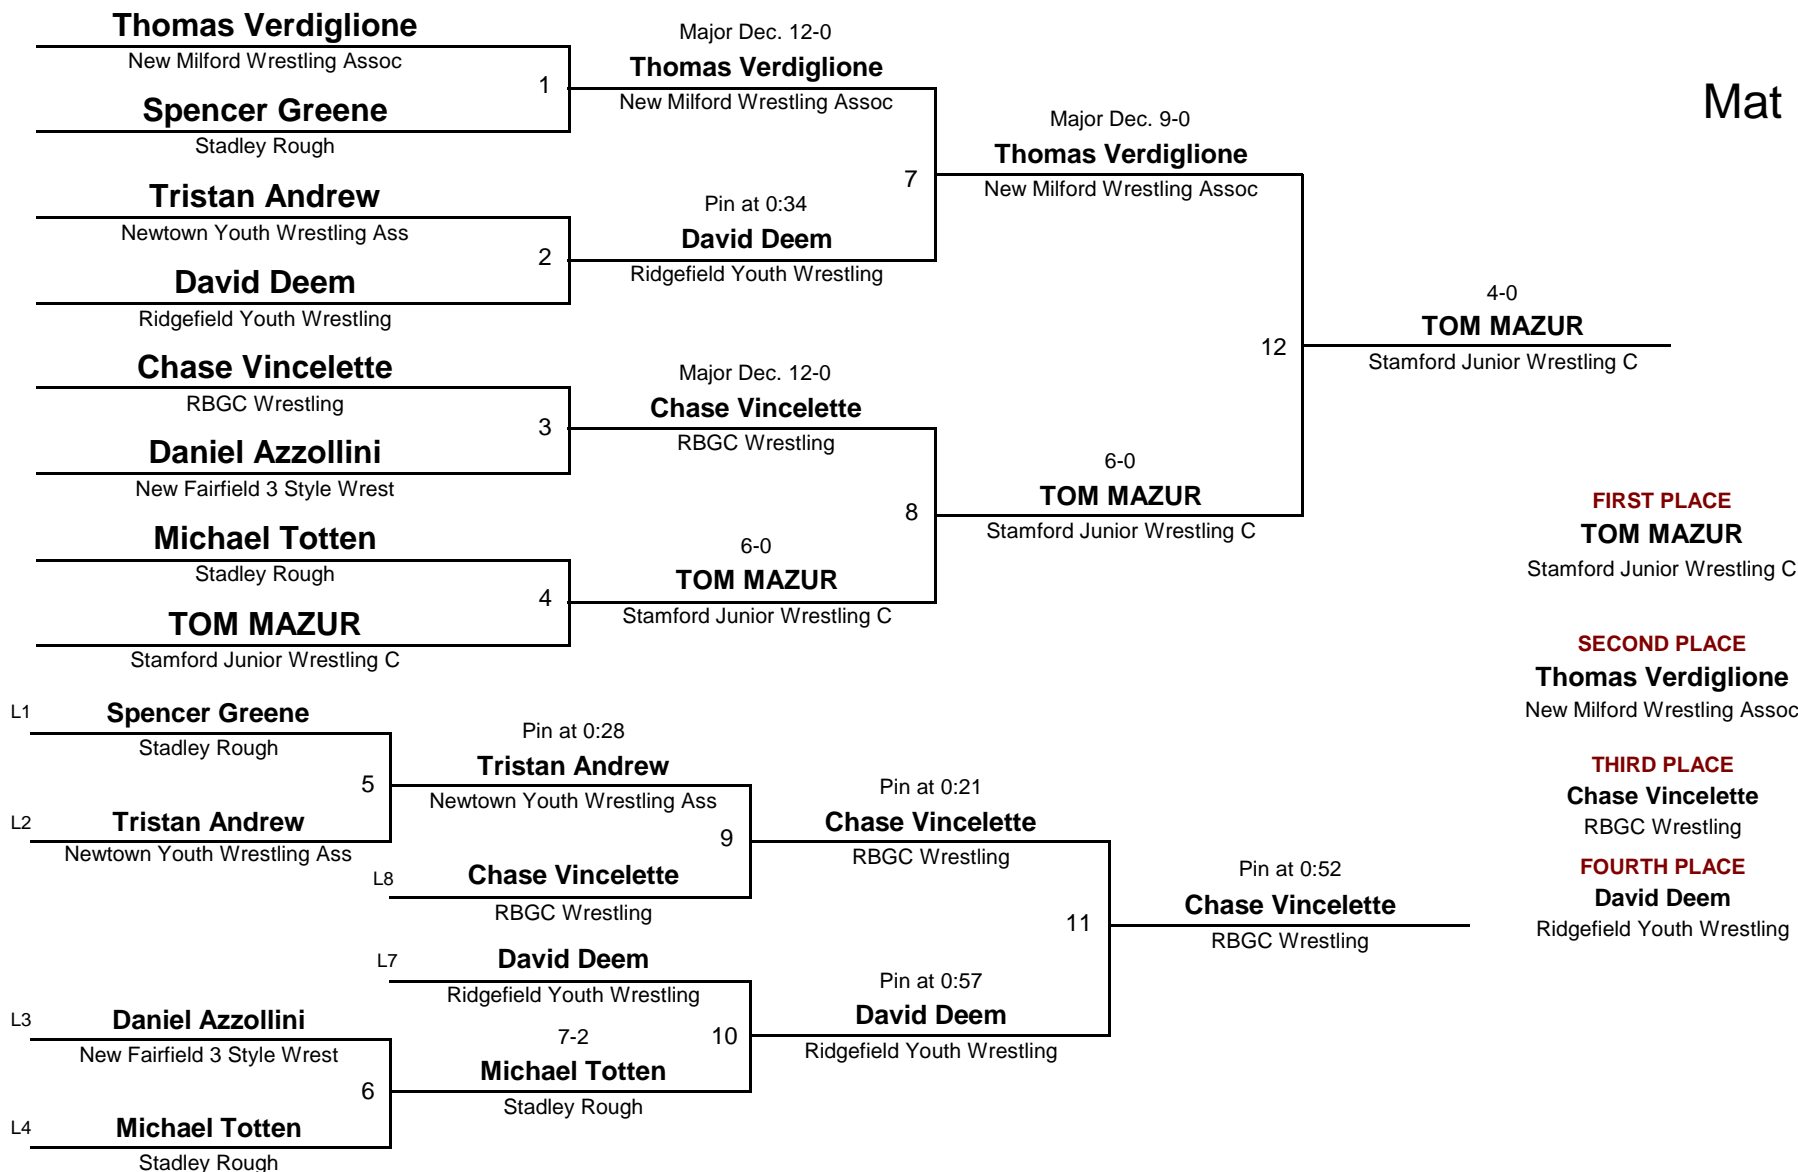 Thomas Verdiglione
New Milford Wrestling Assoc
1
Spencer Greene
Stadley Rough
Tristan Andrew
Newtown Youth Wrestling Ass
2
David Deem
Ridgefield Youth Wrestling
Chase Vincelette
RBGC Wrestling
3
Daniel Azzollini
New Fairfield 3 Style Wrest
Michael Totten
Stadley Rough
4
TOM MAZUR
Stamford Junior Wrestling C
Major Dec. 12-0
Thomas Verdiglione
New Milford Wrestling Assoc
7
Pin at 0:34
David Deem
Ridgefield Youth Wrestling
Major Dec. 12-0
Chase Vincelette
RBGC Wrestling
8
6-0
TOM MAZUR
Stamford Junior Wrestling C
Major Dec. 9-0
Thomas Verdiglione
New Milford Wrestling Assoc
12
6-0
TOM MAZUR
Stamford Junior Wrestling C
4-0
TOM MAZUR
Stamford Junior Wrestling C
Mat
FIRST PLACE
TOM MAZUR
Stamford Junior Wrestling C
SECOND PLACE
Thomas Verdiglione
New Milford Wrestling Assoc
THIRD PLACE
Chase Vincelette
RBGC Wrestling
FOURTH PLACE
David Deem
Ridgefield Youth Wrestling
L1
Spencer Greene
Stadley Rough
5
L2
Tristan Andrew
Newtown Youth Wrestling Ass
Pin at 0:28
Tristan Andrew
Newtown Youth Wrestling Ass
9
L8
Chase Vincelette
RBGC Wrestling
L7
David Deem
Ridgefield Youth Wrestling
10
L3
Daniel Azzollini
New Fairfield 3 Style Wrest
6
L4
Michael Totten
Stadley Rough
7-2
Michael Totten
Stadley Rough
Pin at 0:21
Chase Vincelette
RBGC Wrestling
11
Pin at 0:57
David Deem
Ridgefield Youth Wrestling
Pin at 0:52
Chase Vincelette
RBGC Wrestling